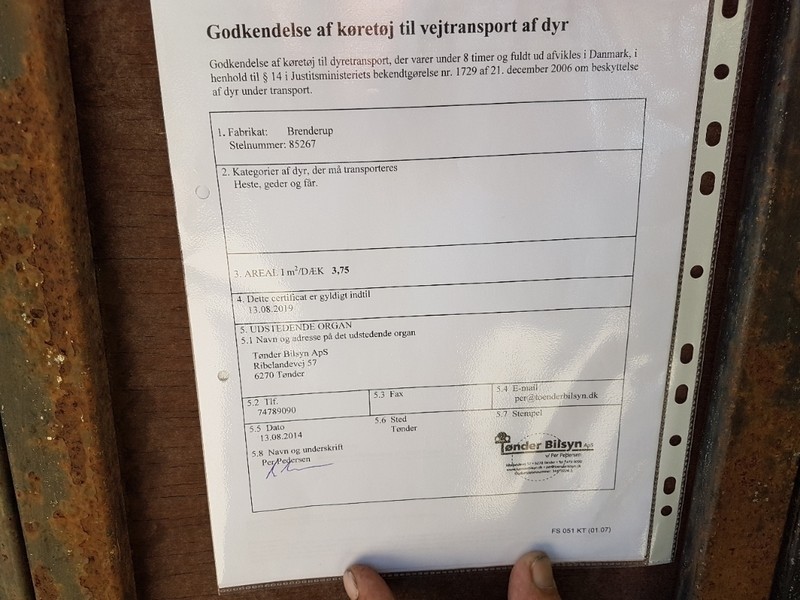 Godkendelse af køretøj til vejtransport af dyr
Godkendelse af køretøj til dyretransport, der varer under 8 timer og fuldt ud afvikles i Danmark, i
henhold til § 14 i Justitsministeriets bekendtgørelse nr. 1729 af 21. december 2006 om beskyttelse
af dyr under transport.
1. Fabrikat: Brenderup
Stelnummer: 85267
2. Kategorier af dyr, der må transporteres
Heste, geder og får.
3. AREAL I m²/DÆK 3,75
4. Dette certificat er gyldigt indtil
13.08.2019
5. UDSTEDENDE ORGAN
5.1 Navn og adresse på det udstedende organ
Tønder Bilsyn ApS
Ribelandevej 57
6270 Tønder
5.2 Tlf.
74789090
5.3 Fax
5.4 E-mail
per@toenderbilsyn.dk
5.5 Dato
13.08.2014
5.6 Sted
Tønder
5.7 Stempel
5.8 Navn og underskrift
Per Pedersen
Tønder Bilsyn ApS
v/ Per Pedersen
FS 051 KT (01.07)